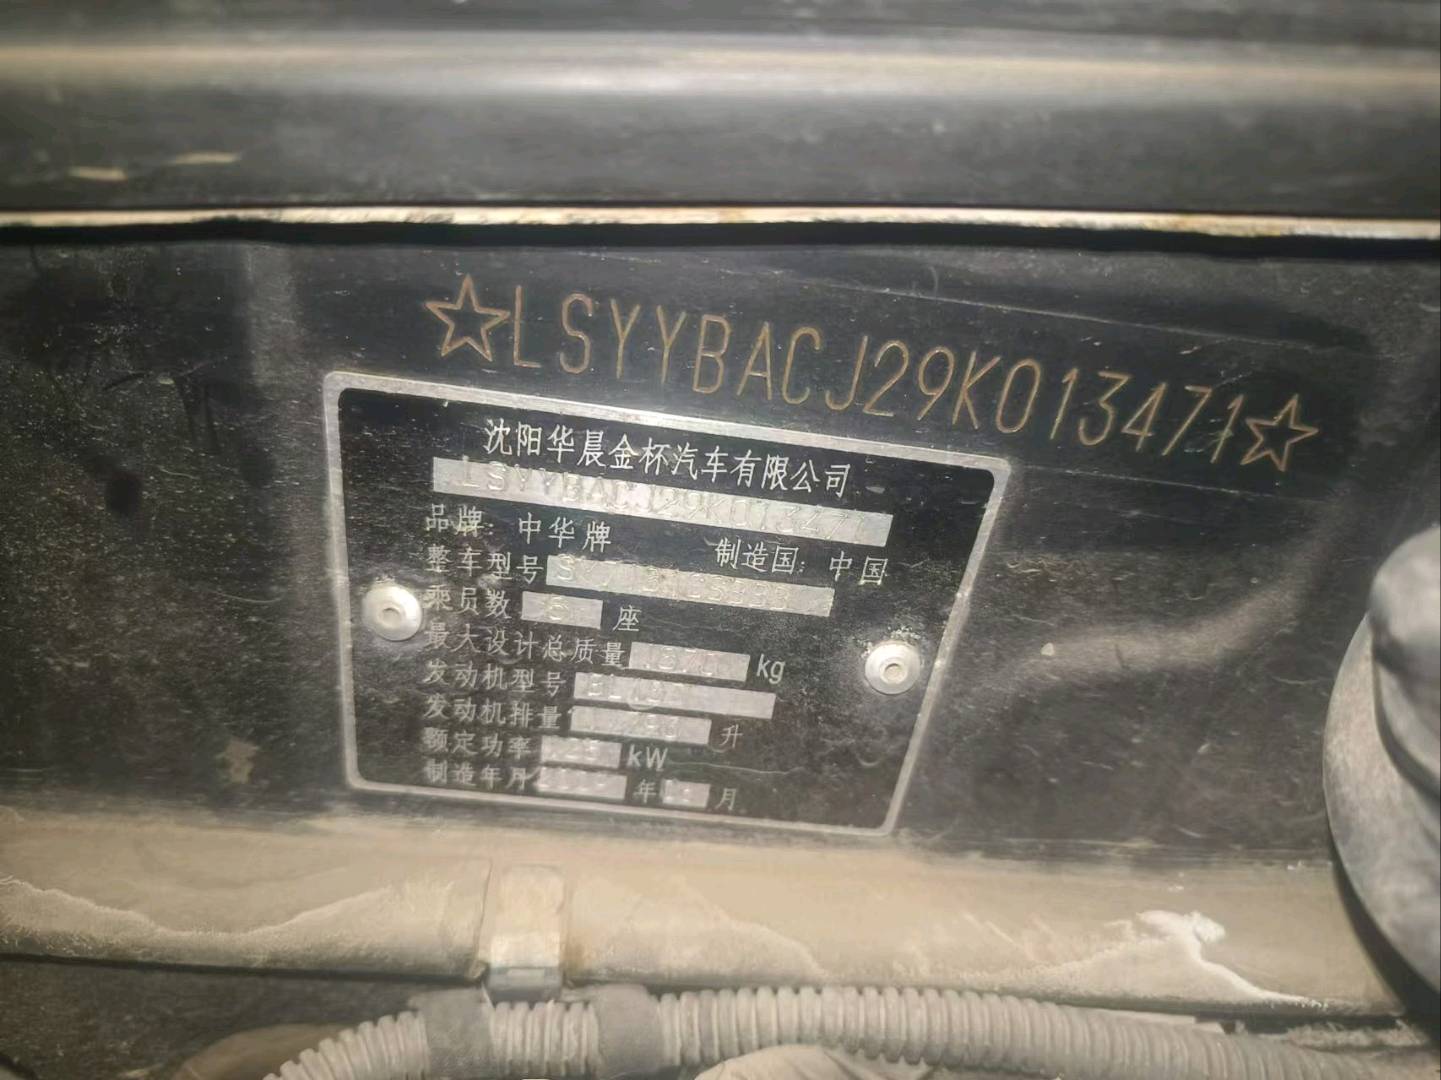 ☆LSYYBACJ29K013471☆
沈阳华晨金杯汽车有限公司
LSYYBACJ29K013471
品牌: 中华牌 制造国: 中国
整车型号
乘员数 5 座
最大设计总质量 kg
发动机型号
发动机排量 升
额定功率 kW
制造年月 年 月